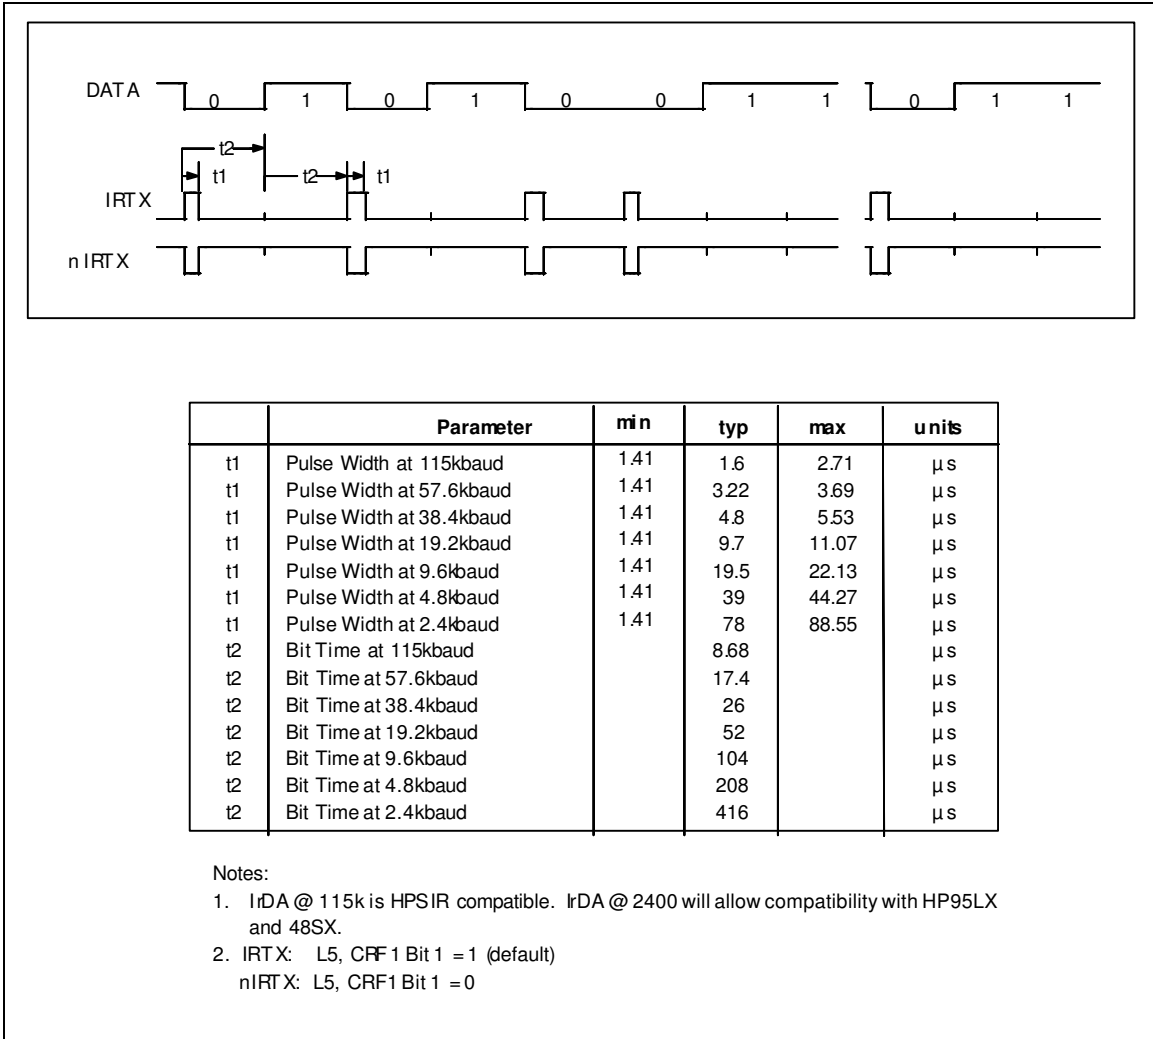 DATA 0 1 0 1 0 0 1 1 0 1 1
t2
t1 t2 t1
IRTX
nIRTX
Parameter min typ max units
t1 Pulse Width at 115kbaud 1.41 1.6 2.71 µs
t1 Pulse Width at 57.6kbaud 1.41 3.22 3.69 µs
t1 Pulse Width at 38.4kbaud 1.41 4.8 5.53 µs
t1 Pulse Width at 19.2kbaud 1.41 9.7 11.07 µs
t1 Pulse Width at 9.6kbaud 1.41 19.5 22.13 µs
t1 Pulse Width at 4.8kbaud 1.41 39 44.27 µs
t1 Pulse Width at 2.4kbaud 1.41 78 88.55 µs
t2 Bit Time at 115kbaud 8.68 µs
t2 Bit Time at 57.6kbaud 17.4 µs
t2 Bit Time at 38.4kbaud 26 µs
t2 Bit Time at 19.2kbaud 52 µs
t2 Bit Time at 9.6kbaud 104 µs
t2 Bit Time at 4.8kbaud 208 µs
t2 Bit Time at 2.4kbaud 416 µs
Notes:
1. IrDA @ 115k is HPSIR compatible. IrDA @ 2400 will allow compatibility with HP95LX
and 48SX.
2. IRTX: L5, CRF1 Bit 1 = 1 (default)
nIRTX: L5, CRF1 Bit 1 = 0